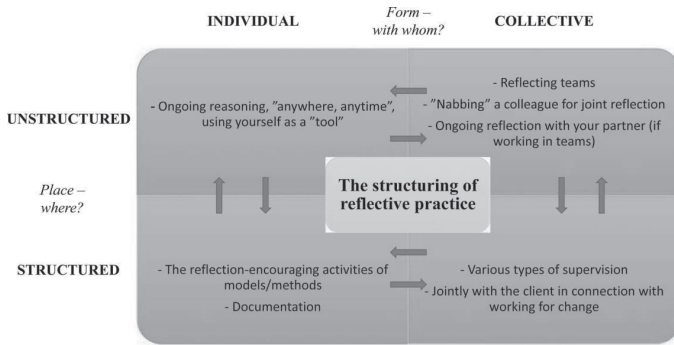 INDIVIDUAL
Form –
with whom?
COLLECTIVE
UNSTRUCTURED
- Ongoing reasoning, "anywhere, anytime",
using yourself as a "tool"
- Reflecting teams
- "Nabbing" a colleague for joint reflection
- Ongoing reflection with your partner (if
working in teams)
Place –
where?
The structuring of
reflective practice
STRUCTURED
- The reflection-encouraging activities of
models/methods
- Documentation
- Various types of supervision
- Jointly with the client in connection with
working for change